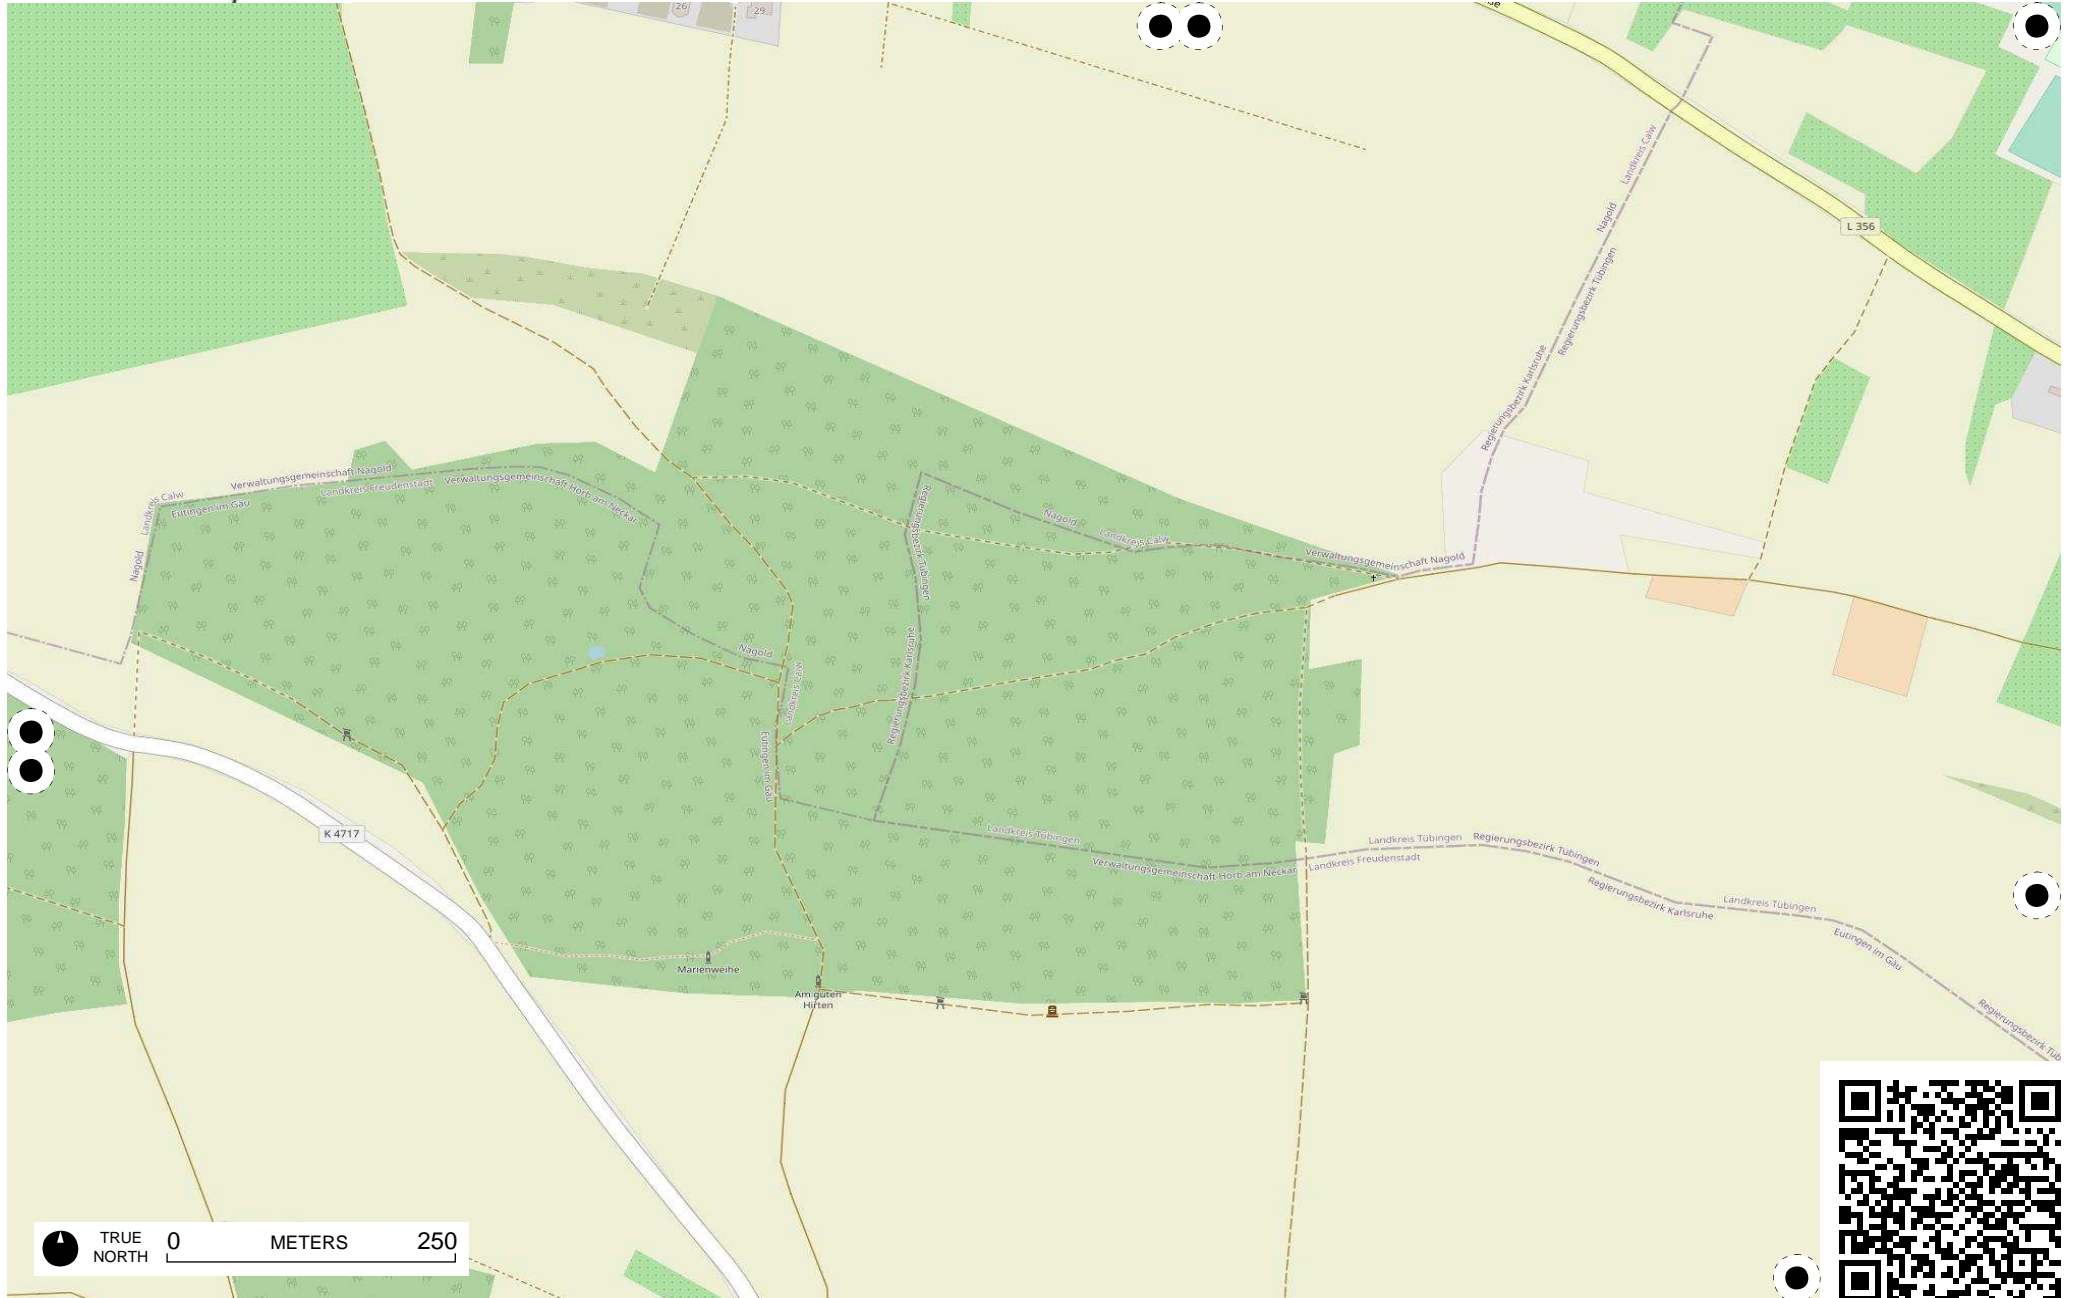 26
29
L 356
Landkreis Calw
Nagold
Regierungsbezirk Tübingen
Regierungsbezirk Karlsruhe
Verwaltungsgemeinschaft Nagold
Landkreis Freudenstadt
Verwaltungsgemeinschaft Horb am Neckar
Landkreis Calw
Eutingen im Gäu
Nagold
Regierungsbezirk Tübingen
Nagold
Landkreis Calw
Verwaltungsgemeinschaft Nagold
Nagold
Landkreis Calw
Regierungsbezirk Karlsruhe
Eutingen im Gäu
K 4717
Landkreis Tübingen
Verwaltungsgemeinschaft Horb am Neckar
Landkreis Tübingen
Regierungsbezirk Tübingen
Landkreis Freudenstadt
Regierungsbezirk Karlsruhe
Landkreis Tübingen
Eutingen im Gäu
Marienweihe
Am guten
Hirten
TRUE
NORTH
0 METERS 250